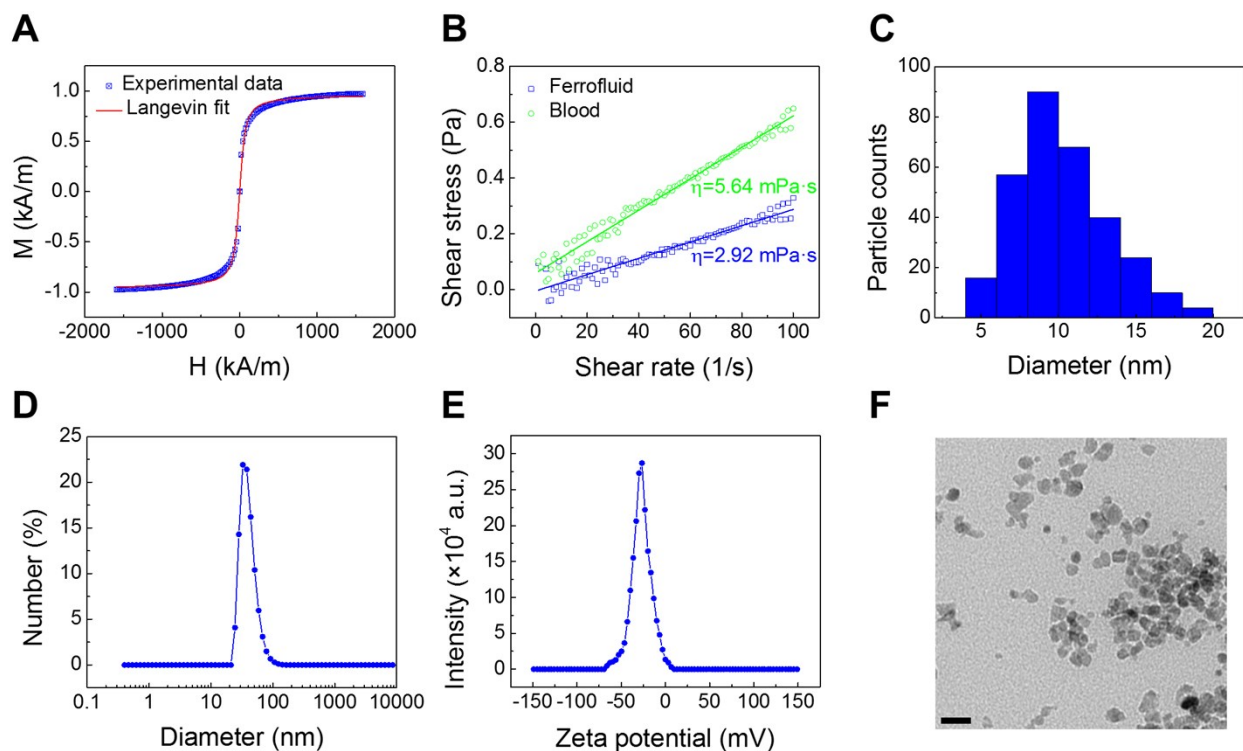 A
Experimental data
Langevin fit
M (kA/m)
1.0
0.5
0.0
-0.5
-1.0
-2000 -1000 0 1000 2000
H (kA/m)
B
Ferrofluid
Blood
Shear stress (Pa)
0.8
0.6
0.4
0.2
0.0
η=5.64 mPa·s
η=2.92 mPa·s
0 20 40 60 80 100
Shear rate (1/s)
C
Particle counts
100
80
60
40
20
0
5 10 15 20
Diameter (nm)
D
Number (%)
25
20
15
10
5
0
0.1 1 10 100 1000 10000
Diameter (nm)
E
Intensity (×10⁴ a.u.)
30
25
20
15
10
5
0
-150 -100 -50 0 50 100 150
Zeta potential (mV)
F